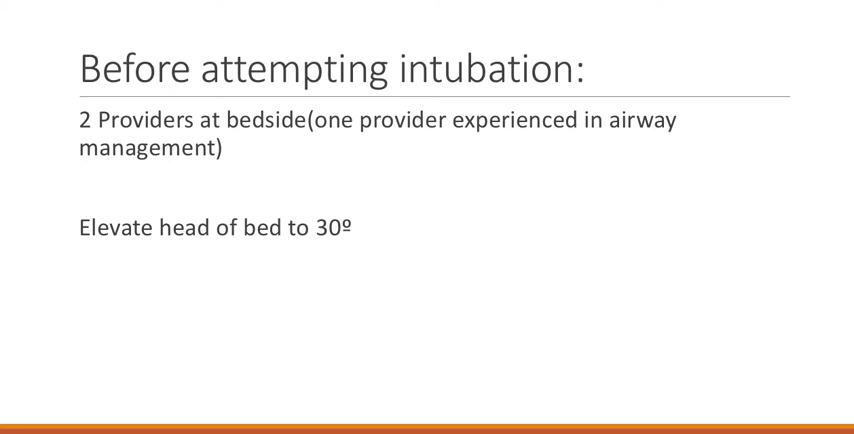 Before attempting intubation:
2 Providers at bedside(one provider experienced in airway
management)
Elevate head of bed to 30º